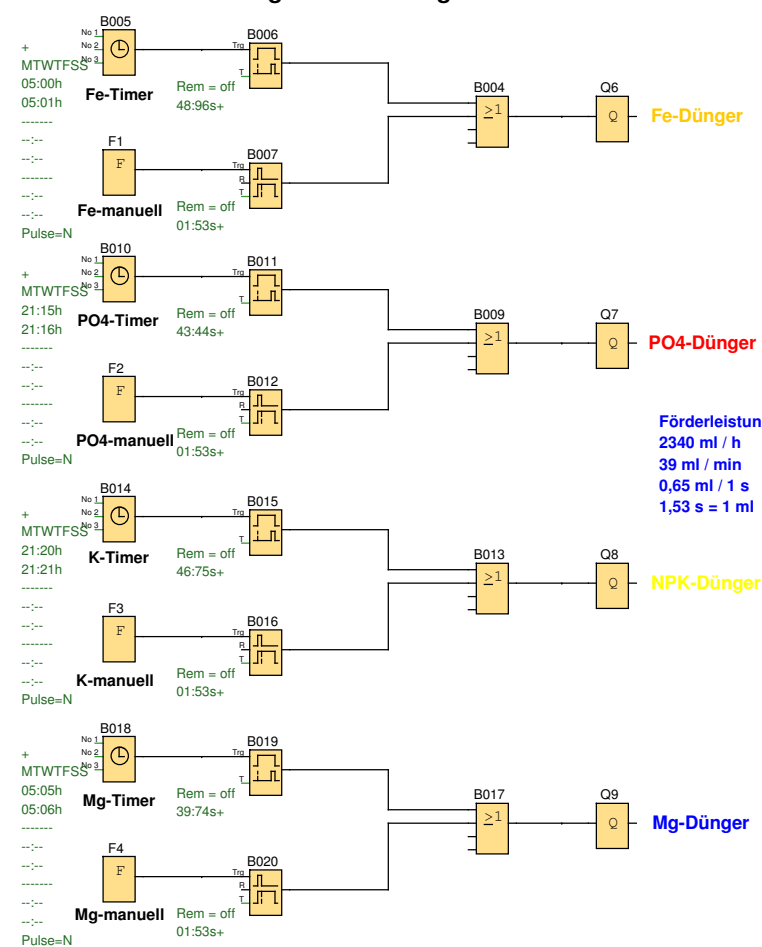 B005
No 1
No 2
No 3
+
MTWTFSS
05:00h
05:01h
-------
--:--
--:--
-------
--:--
--:--
Pulse=N
Fe-Timer
B006
Trg
T
Rem = off
48:96s+
F1
F
Fe-manuell
B007
Trg
R
T
Rem = off
01:53s+
B004
≥1
Q6
Q
Fe-Dünger
B010
No 1
No 2
No 3
+
MTWTFSS
21:15h
21:16h
-------
--:--
--:--
-------
--:--
--:--
Pulse=N
PO4-Timer
B011
Trg
T
Rem = off
43:44s+
F2
F
PO4-manuell
B012
Trg
R
T
Rem = off
01:53s+
B009
≥1
Q7
Q
PO4-Dünger
Förderleistun
2340 ml / h
39 ml / min
0,65 ml / 1 s
1,53 s = 1 ml
B014
No 1
No 2
No 3
+
MTWTFSS
21:20h
21:21h
-------
--:--
--:--
-------
--:--
--:--
Pulse=N
K-Timer
B015
Trg
T
Rem = off
46:75s+
F3
F
K-manuell
B016
Trg
R
T
Rem = off
01:53s+
B013
≥1
Q8
Q
NPK-Dünger
B018
No 1
No 2
No 3
+
MTWTFSS
05:05h
05:06h
-------
--:--
--:--
-------
--:--
--:--
Pulse=N
Mg-Timer
B019
Trg
T
Rem = off
39:74s+
F4
F
Mg-manuell
B020
Trg
R
T
Rem = off
01:53s+
B017
≥1
Q9
Q
Mg-Dünger